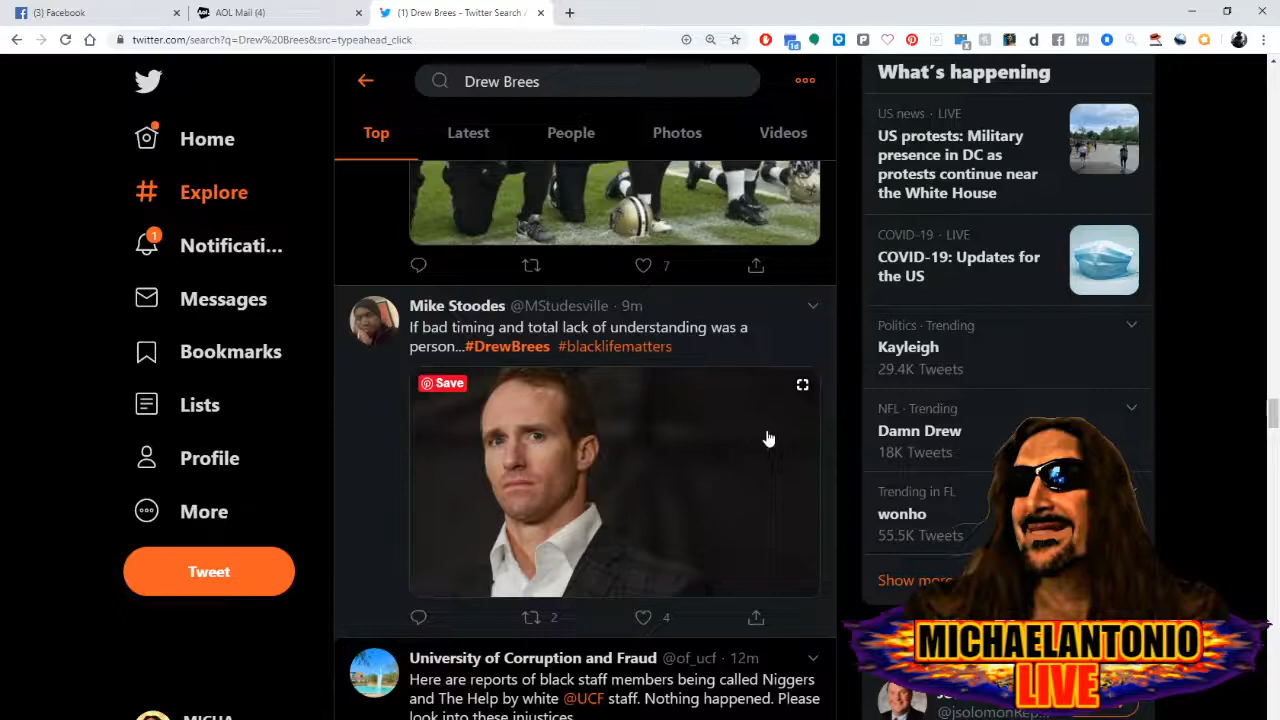 (3) Facebook
AOL Mail (4)
(1) Drew Brees - Twitter Search /
twitter.com/search?q=Drew%20Brees&src=typeahead_click
Drew Brees
Top
Latest
People
Photos
Videos
Home
Explore
Notificati...
1
Messages
Bookmarks
Lists
Profile
More
Tweet
7
Mike Stoodes @MStudesville · 9m
If bad timing and total lack of understanding was a
person...#DrewBrees #blacklifematters
Save
2
4
University of Corruption and Fraud @of_ucf · 12m
Here are reports of black staff members being called Niggers
and The Help by white @UCF staff. Nothing happened. Please
look into these injustices
What's happening
US news · LIVE
US protests: Military
presence in DC as
protests continue near
the White House
COVID-19 · LIVE
COVID-19: Updates for
the US
Politics · Trending
Kayleigh
29.4K Tweets
NFL · Trending
Damn Drew
18K Tweets
Trending in FL
wonho
55.5K Tweets
Show more
MICHAELANTONIO
LIVE